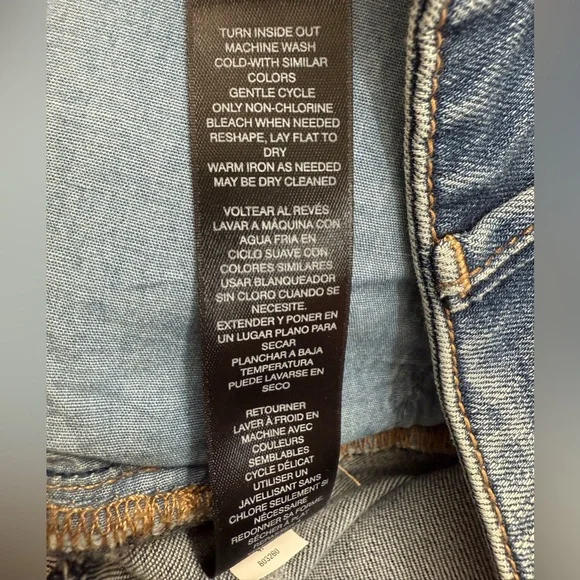 TURN INSIDE OUT
MACHINE WASH
COLD-WITH SIMILAR
COLORS
GENTLE CYCLE
ONLY NON-CHLORINE
BLEACH WHEN NEEDED
RESHAPE, LAY FLAT TO
DRY
WARM IRON AS NEEDED
MAY BE DRY CLEANED
VOLTEAR AL REVÉS
LAVAR A MÁQUINA CON
AGUA FRIA EN
CICLO SUAVE CON
COLORES SIMILARES
USAR BLANQUEADOR
SIN CLORO CUANDO SE
NECESITE.
EXTENDER Y PONER EN
UN LUGAR PLANO PARA
SECAR
PLANCHAR A BAJA
TEMPERATURA
PUEDE LAVARSE EN
SECO
RETOURNER
LAVER À FROID EN
MACHINE AVEC
COULEURS
SEMBLABLES
CYCLE DÉLICAT
UTILISER UN
JAVELLISANT SANS
CHLORE SEULEMENT SI
NÉCESSAIRE
REDONNER SA FORME,